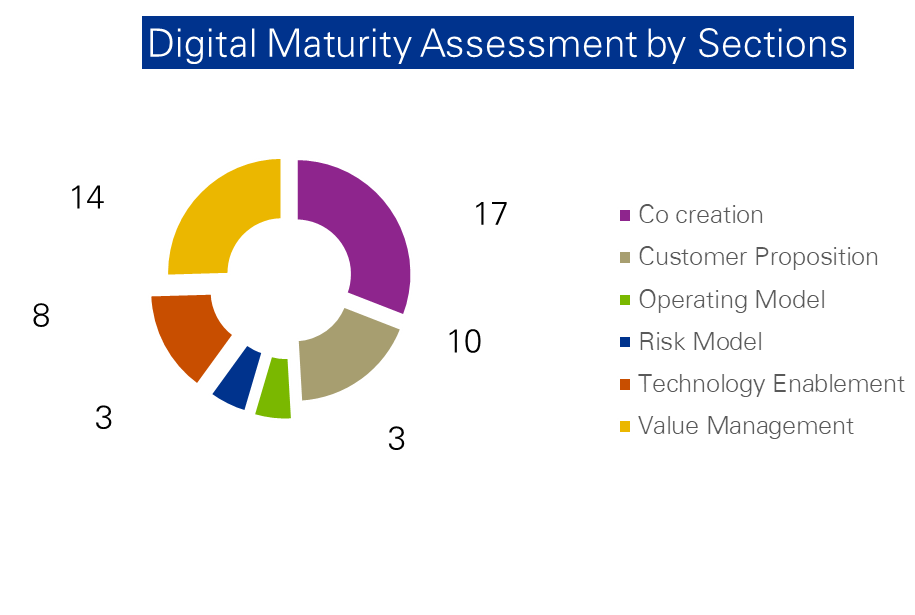 Digital Maturity Assessment by Sections
14
17
8
10
3
3
Co creation
Customer Proposition
Operating Model
Risk Model
Technology Enablement
Value Management